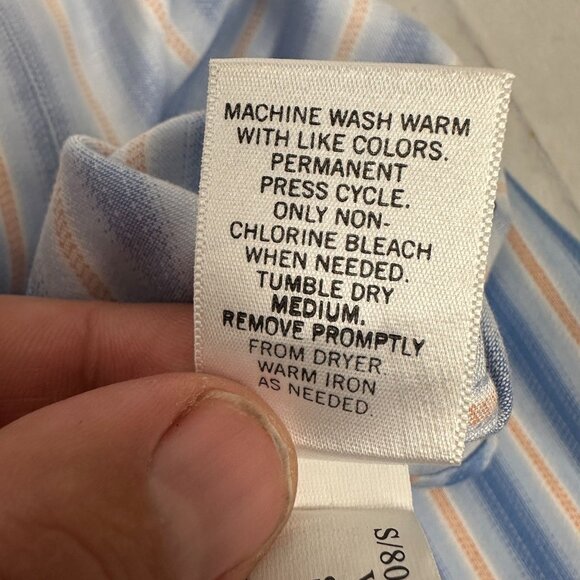 MACHINE WASH WARM
WITH LIKE COLORS.
PERMANENT
PRESS CYCLE.
ONLY NON-
CHLORINE BLEACH
WHEN NEEDED.
TUMBLE DRY
MEDIUM.
REMOVE PROMPTLY
FROM DRYER
WARM IRON
AS NEEDED